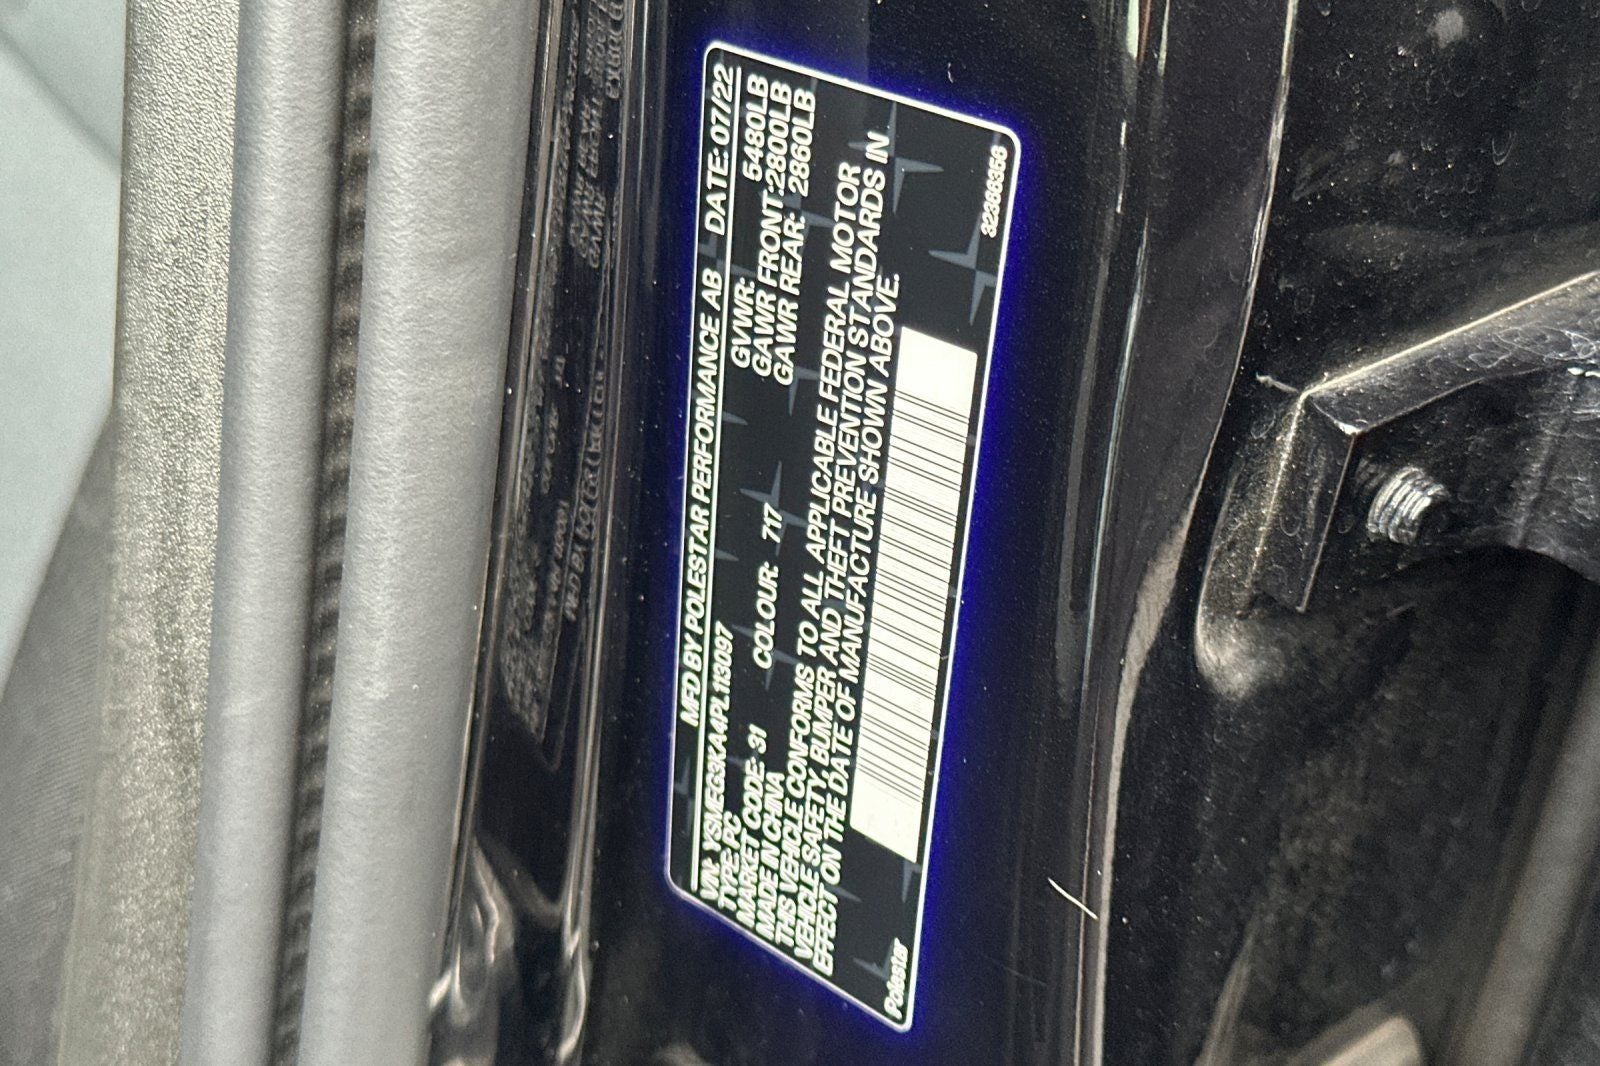 MFD BY POLESTAR PERFORMANCE AB DATE: 07/22
VIN: YSMEG3KA4PL113097 GVWR: 5480LB
TYPE: PC GAWR FRONT: 2800LB
MARKET CODE: 31 COLOUR: 717 GAWR REAR: 2860LB
MADE IN CHINA
THIS VEHICLE CONFORMS TO ALL APPLICABLE FEDERAL MOTOR
VEHICLE SAFETY, BUMPER AND THEFT PREVENTION STANDARDS IN
EFFECT ON THE DATE OF MANUFACTURE SHOWN ABOVE.
Polestar 32366356